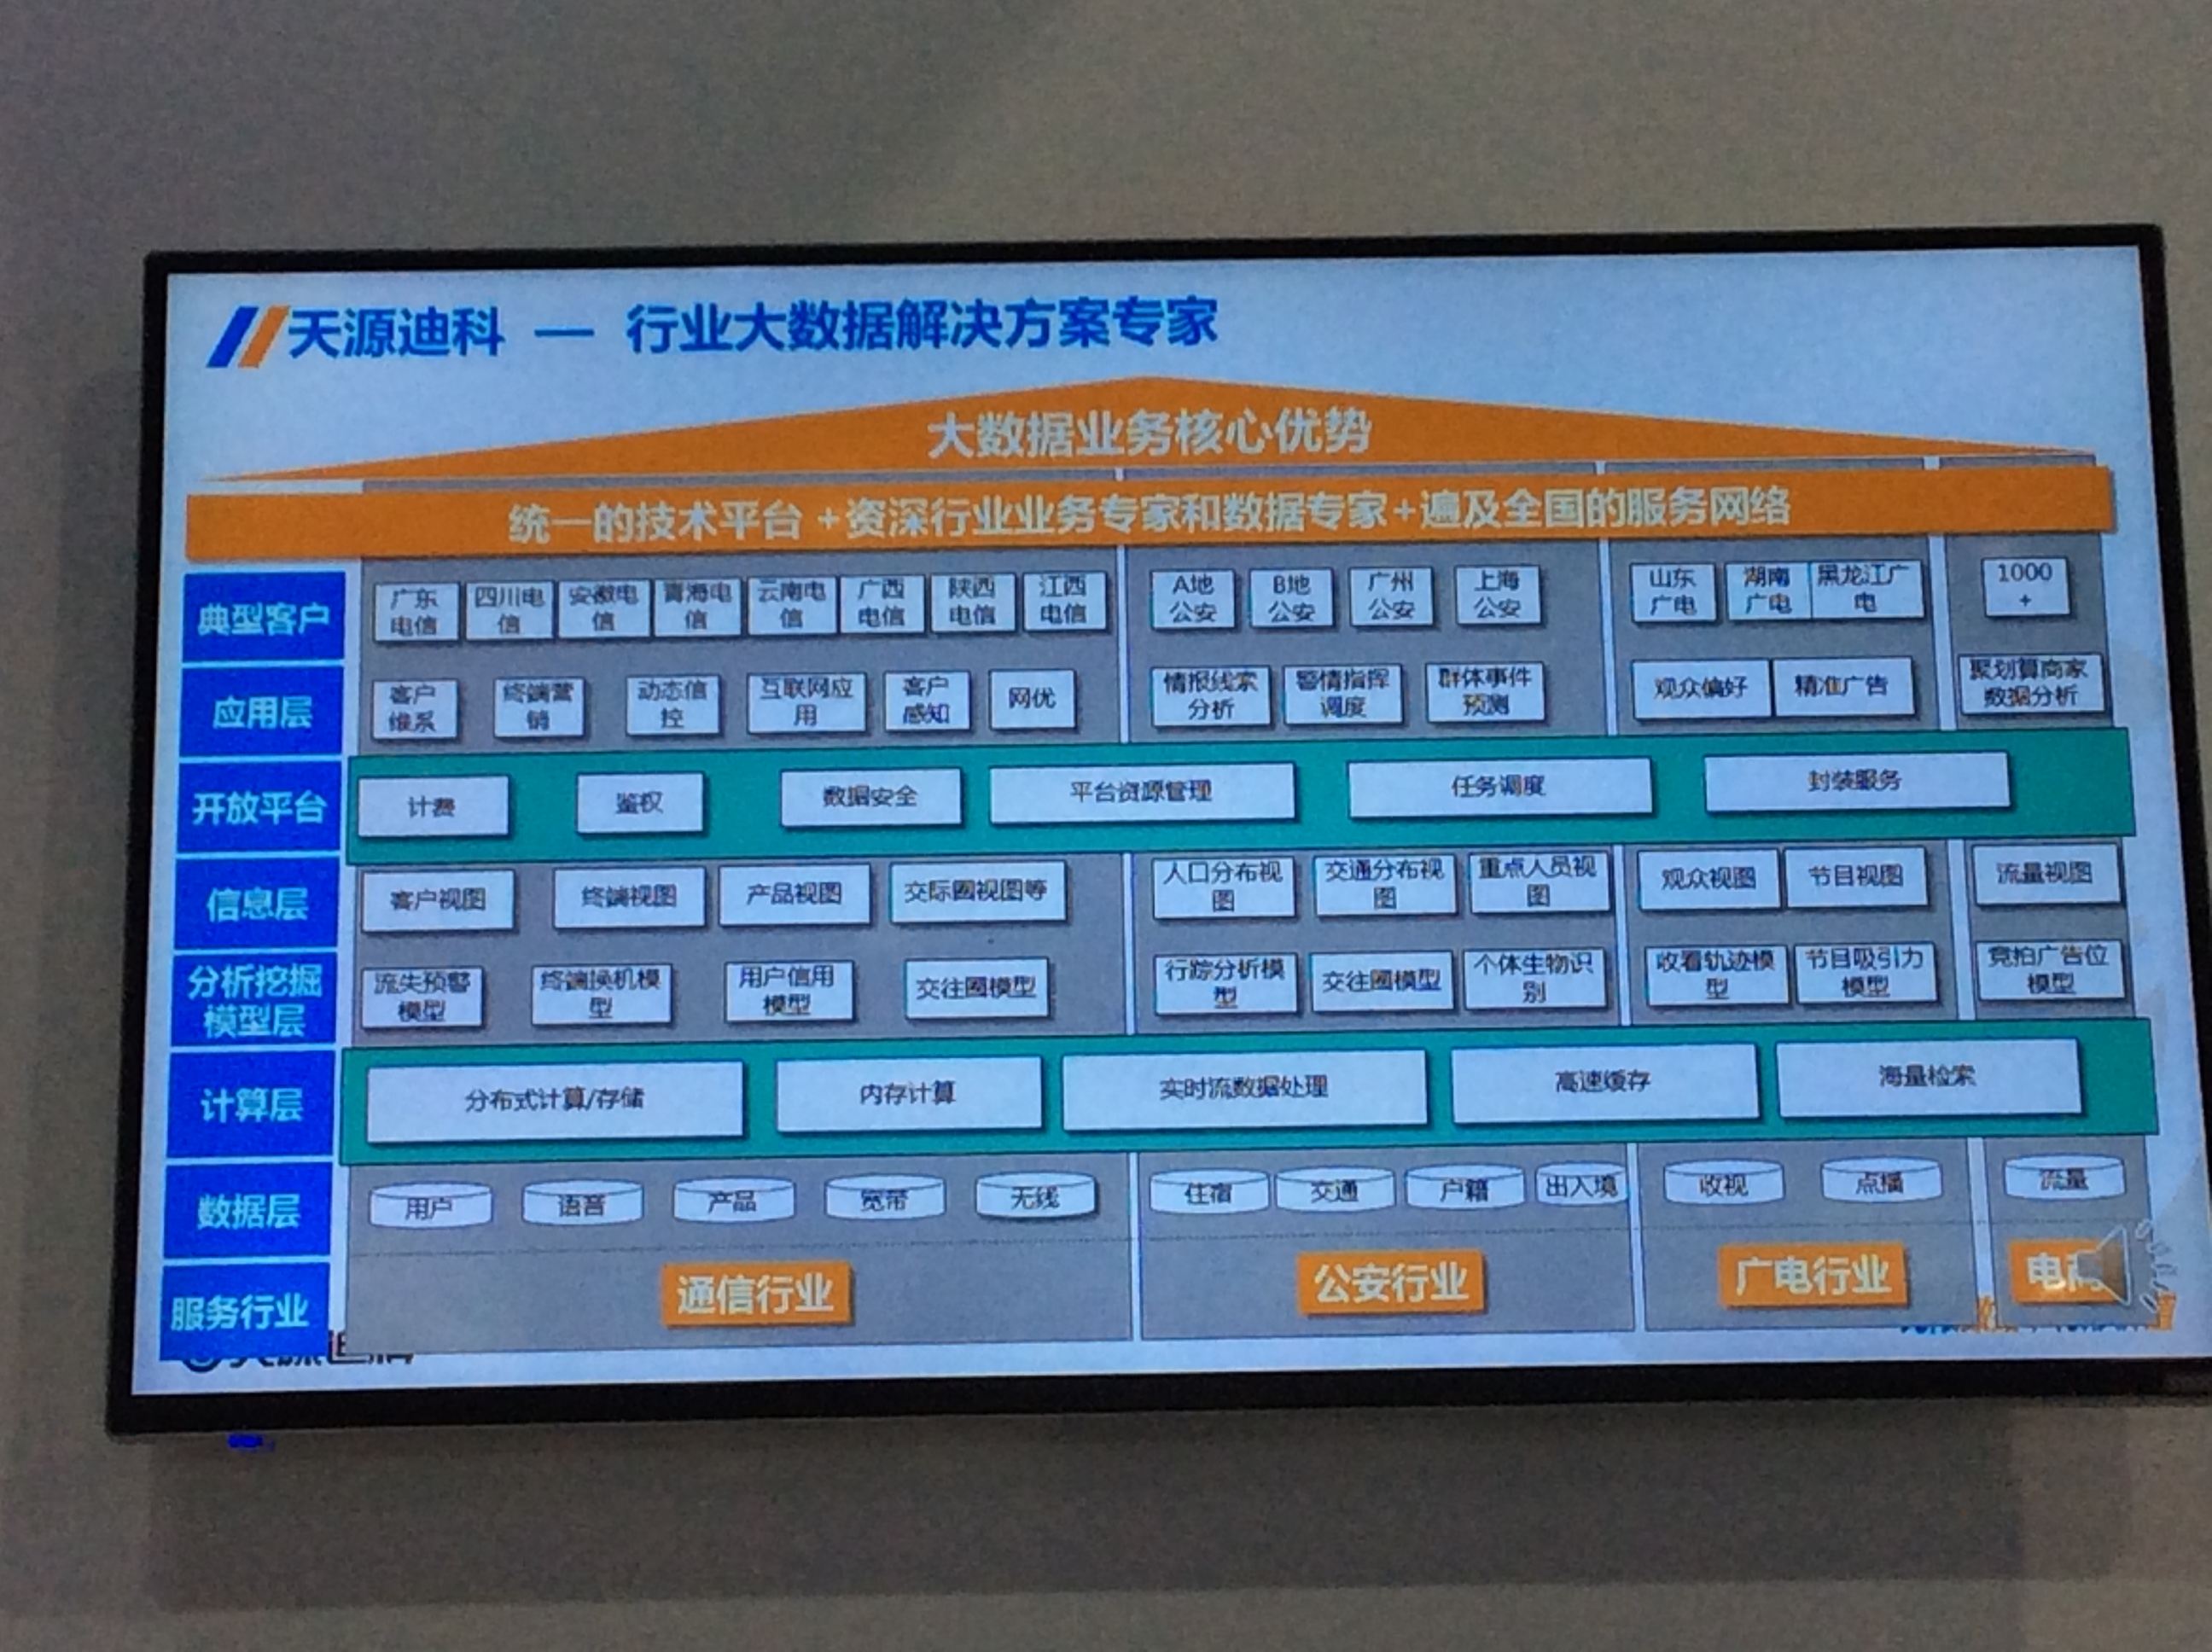 天源迪科 — 行业大数据解决方案专家
大数据业务核心优势
统一的技术平台+资深行业业务专家和数据专家+遍及全国的服务网络
典型客户
广东
电信
四川电
信
安徽电
信
青海电
信
云南电
信
广西
电信
陕西
电信
江西
电信
A地
公安
B地
公安
广州
公安
上海
公安
山东
广电
湖南
广电
黑龙江广
电
1000
+
应用层
客户
维系
终端营
销
动态信
控
互联网应
用
客户
感知
网优
情报线索
分析
警情指挥
调度
群体事件
预测
观众偏好
精准广告
聚划算商家
数据分析
开放平台
计费
鉴权
数据安全
平台资源管理
任务调度
封装服务
信息层
客户视图
终端视图
产品视图
交际圈视图等
人口分布视
图
交通分布视
图
重点人员视
图
观众视图
节目视图
流量视图
分析挖掘
模型层
流失预警
模型
终端换机模
型
用户信用
模型
交往圈模型
行踪分析模
型
交往圈模型
个体生物识
别
收看轨迹模
型
节目吸引力
模型
竞拍广告位
模型
计算层
分布式计算/存储
内存计算
实时流数据处理
高速缓存
海量检索
数据层
用户
语音
产品
宽带
无线
住宿
交通
户籍
出入境
收视
点播
流量
服务行业
通信行业
公安行业
广电行业
电